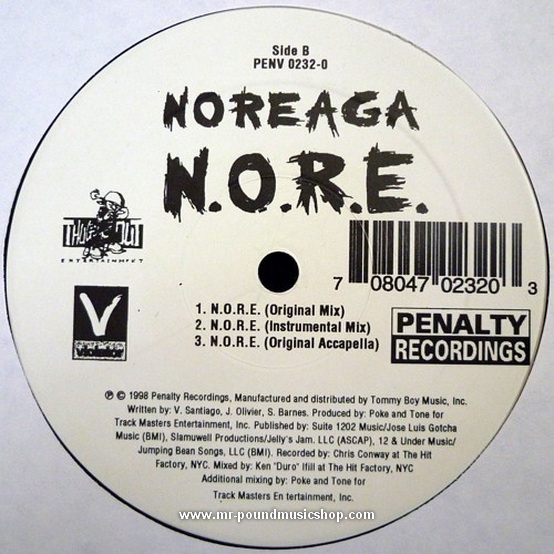 Side B
PENV 0232-0
NOREAGA
N.O.R.E.
THUGGED OUT
ENTERTAINMENT
7 08047 02320 3
V
Violator
1. N.O.R.E. (Original Mix)
2. N.O.R.E. (Instrumental Mix)
3. N.O.R.E. (Original Accapella)
PENALTY
RECORDINGS
℗ © 1998 Penalty Recordings, Manufactured and distributed by Tommy Boy Music, Inc.
Written by: V. Santiago, J. Olivier, S. Barnes. Produced by: Poke and Tone for
Track Masters Entertainment, Inc. Published by: Suite 1202 Music/Jose Luis Gotcha
Music (BMI), Slamuwell Productions/Jelly's Jam. LLC (ASCAP), 12 & Under Music/
Jumping Bean Songs, LLC (BMI). Recorded by: Chris Conway at The Hit
Factory, NYC. Mixed by: Ken "Duro" Ifill at The Hit Factory, NYC
Additional mixing by: Poke and Tone for
Track Masters En tertainment, Inc.
www.mr-poundmusicshop.com